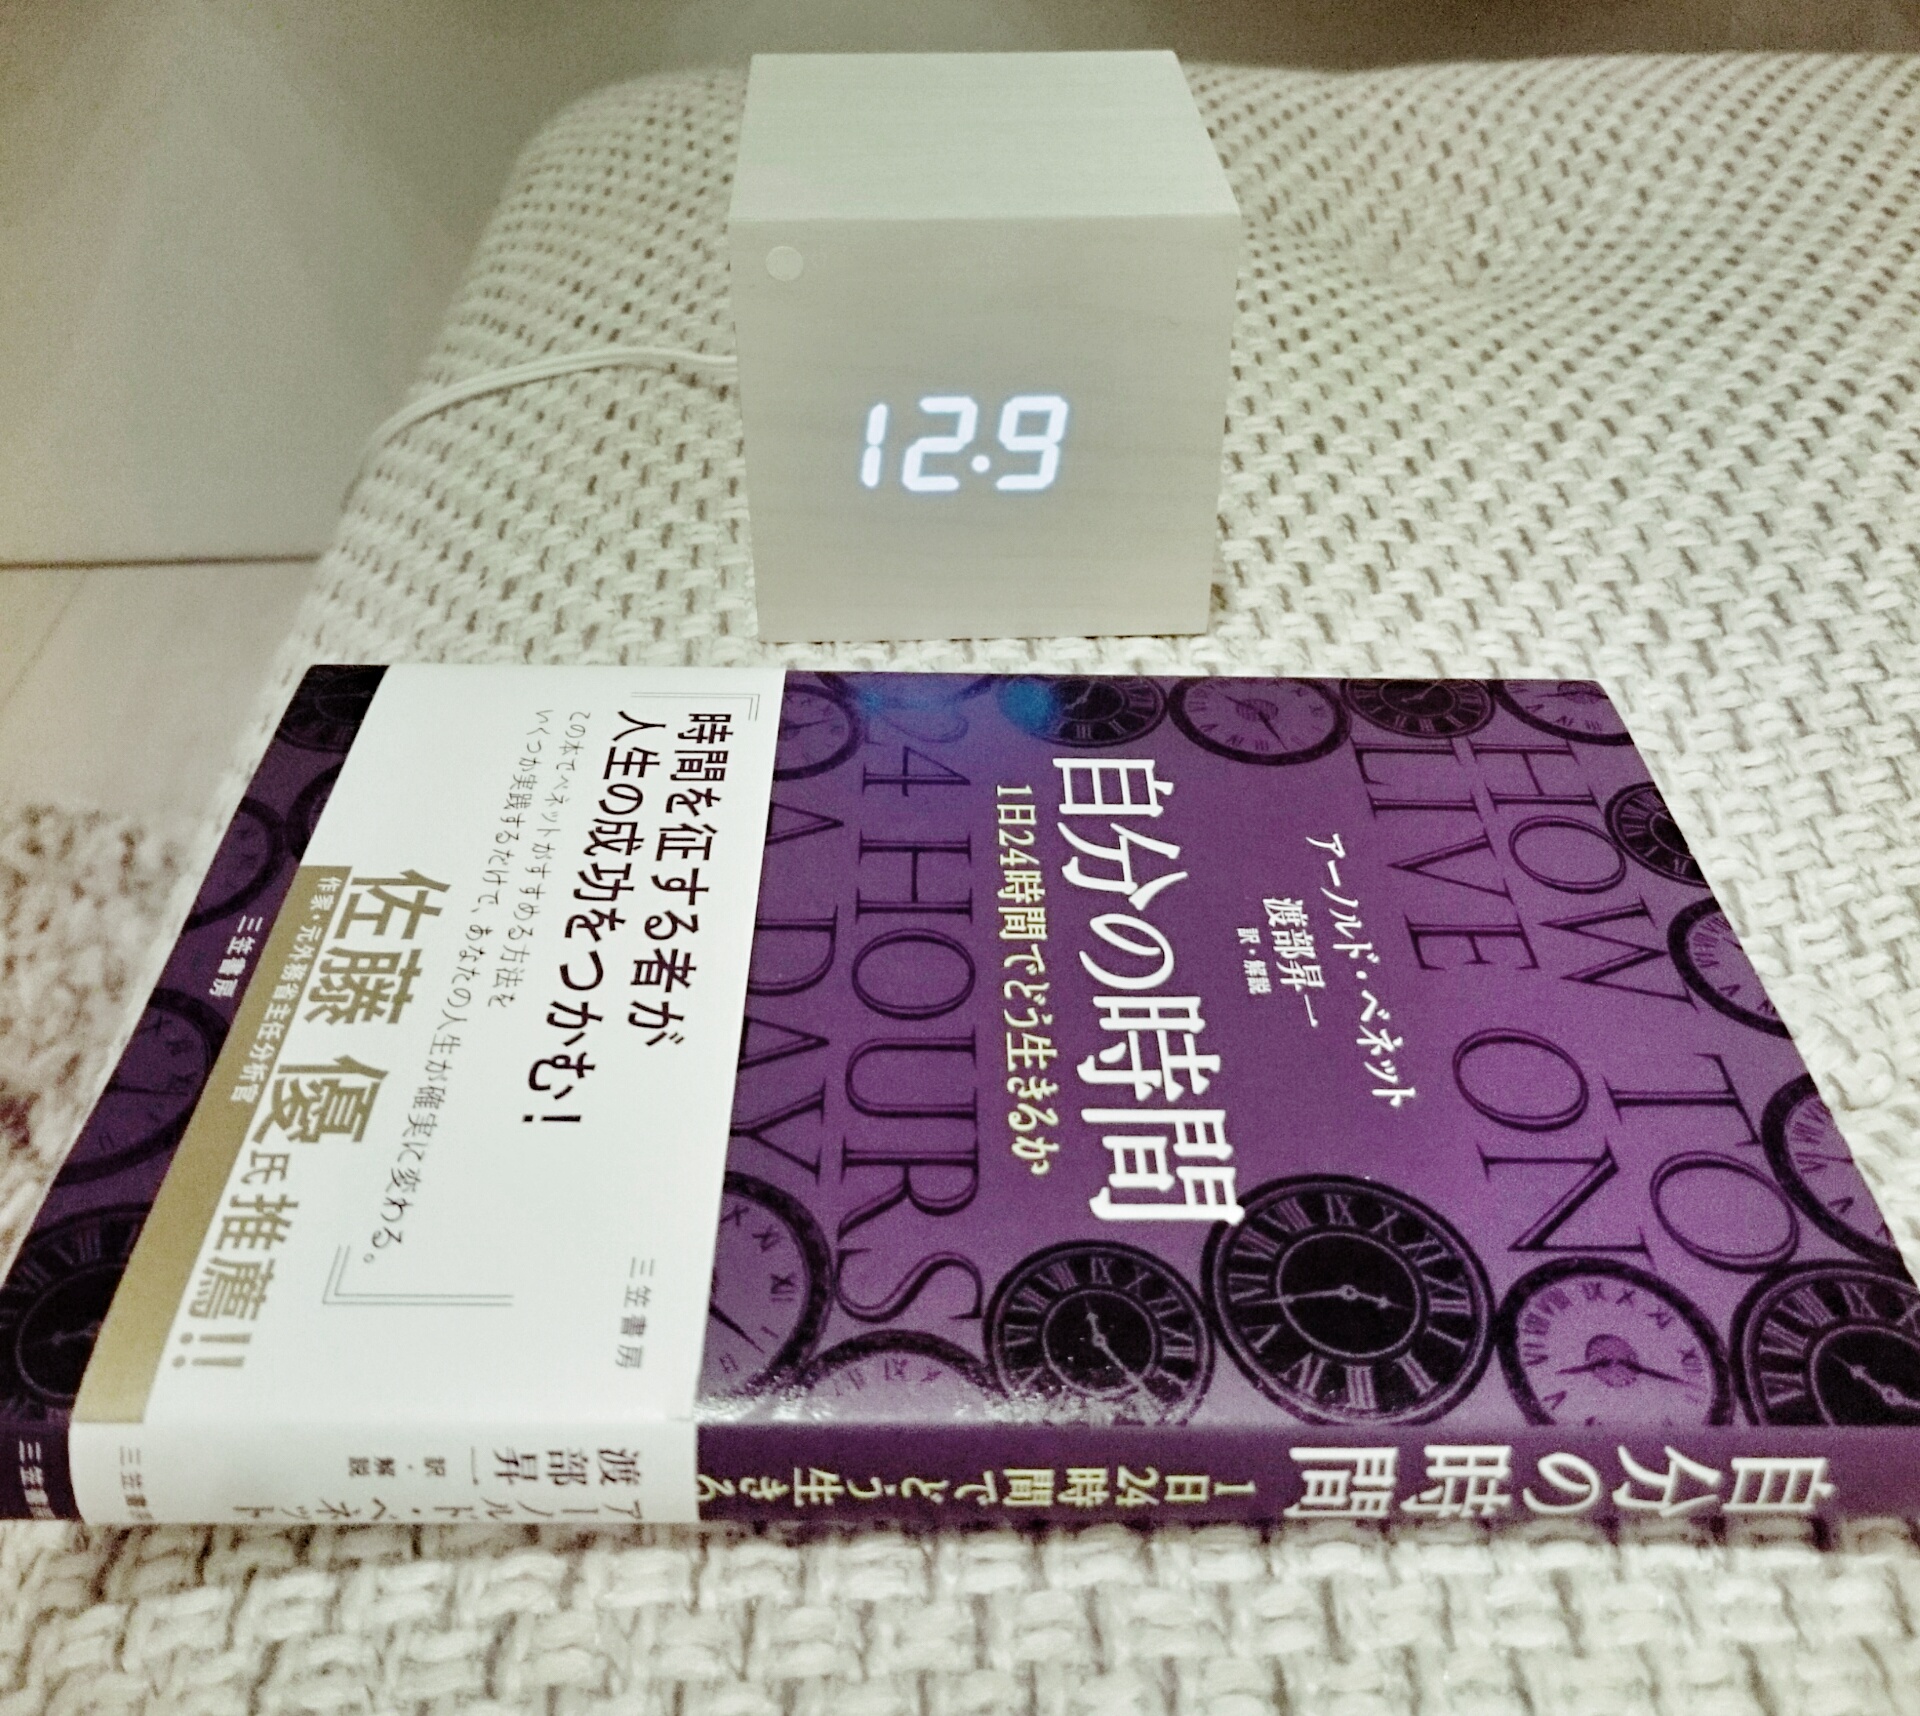 12.9
HOW TO
LIVE ON
24 HOURS
A DAY
アーノルド・ベネット
渡部昇一
訳・解説
自分の時間
1日24時間でどう生きるか
『時間を征する者が
人生の成功をつかむ!
この本でベネットがすすめる方法を
いくつか実践するだけで、あなたの人生が確実に変わる。』
作家・元外務省主任分析官
佐藤 優氏推薦!!
三笠書房
三笠書房
自分の時間
1日24時間でどう生きる
アーノルド・ベネット
渡部昇一
訳・解説
三笠書
三笠書